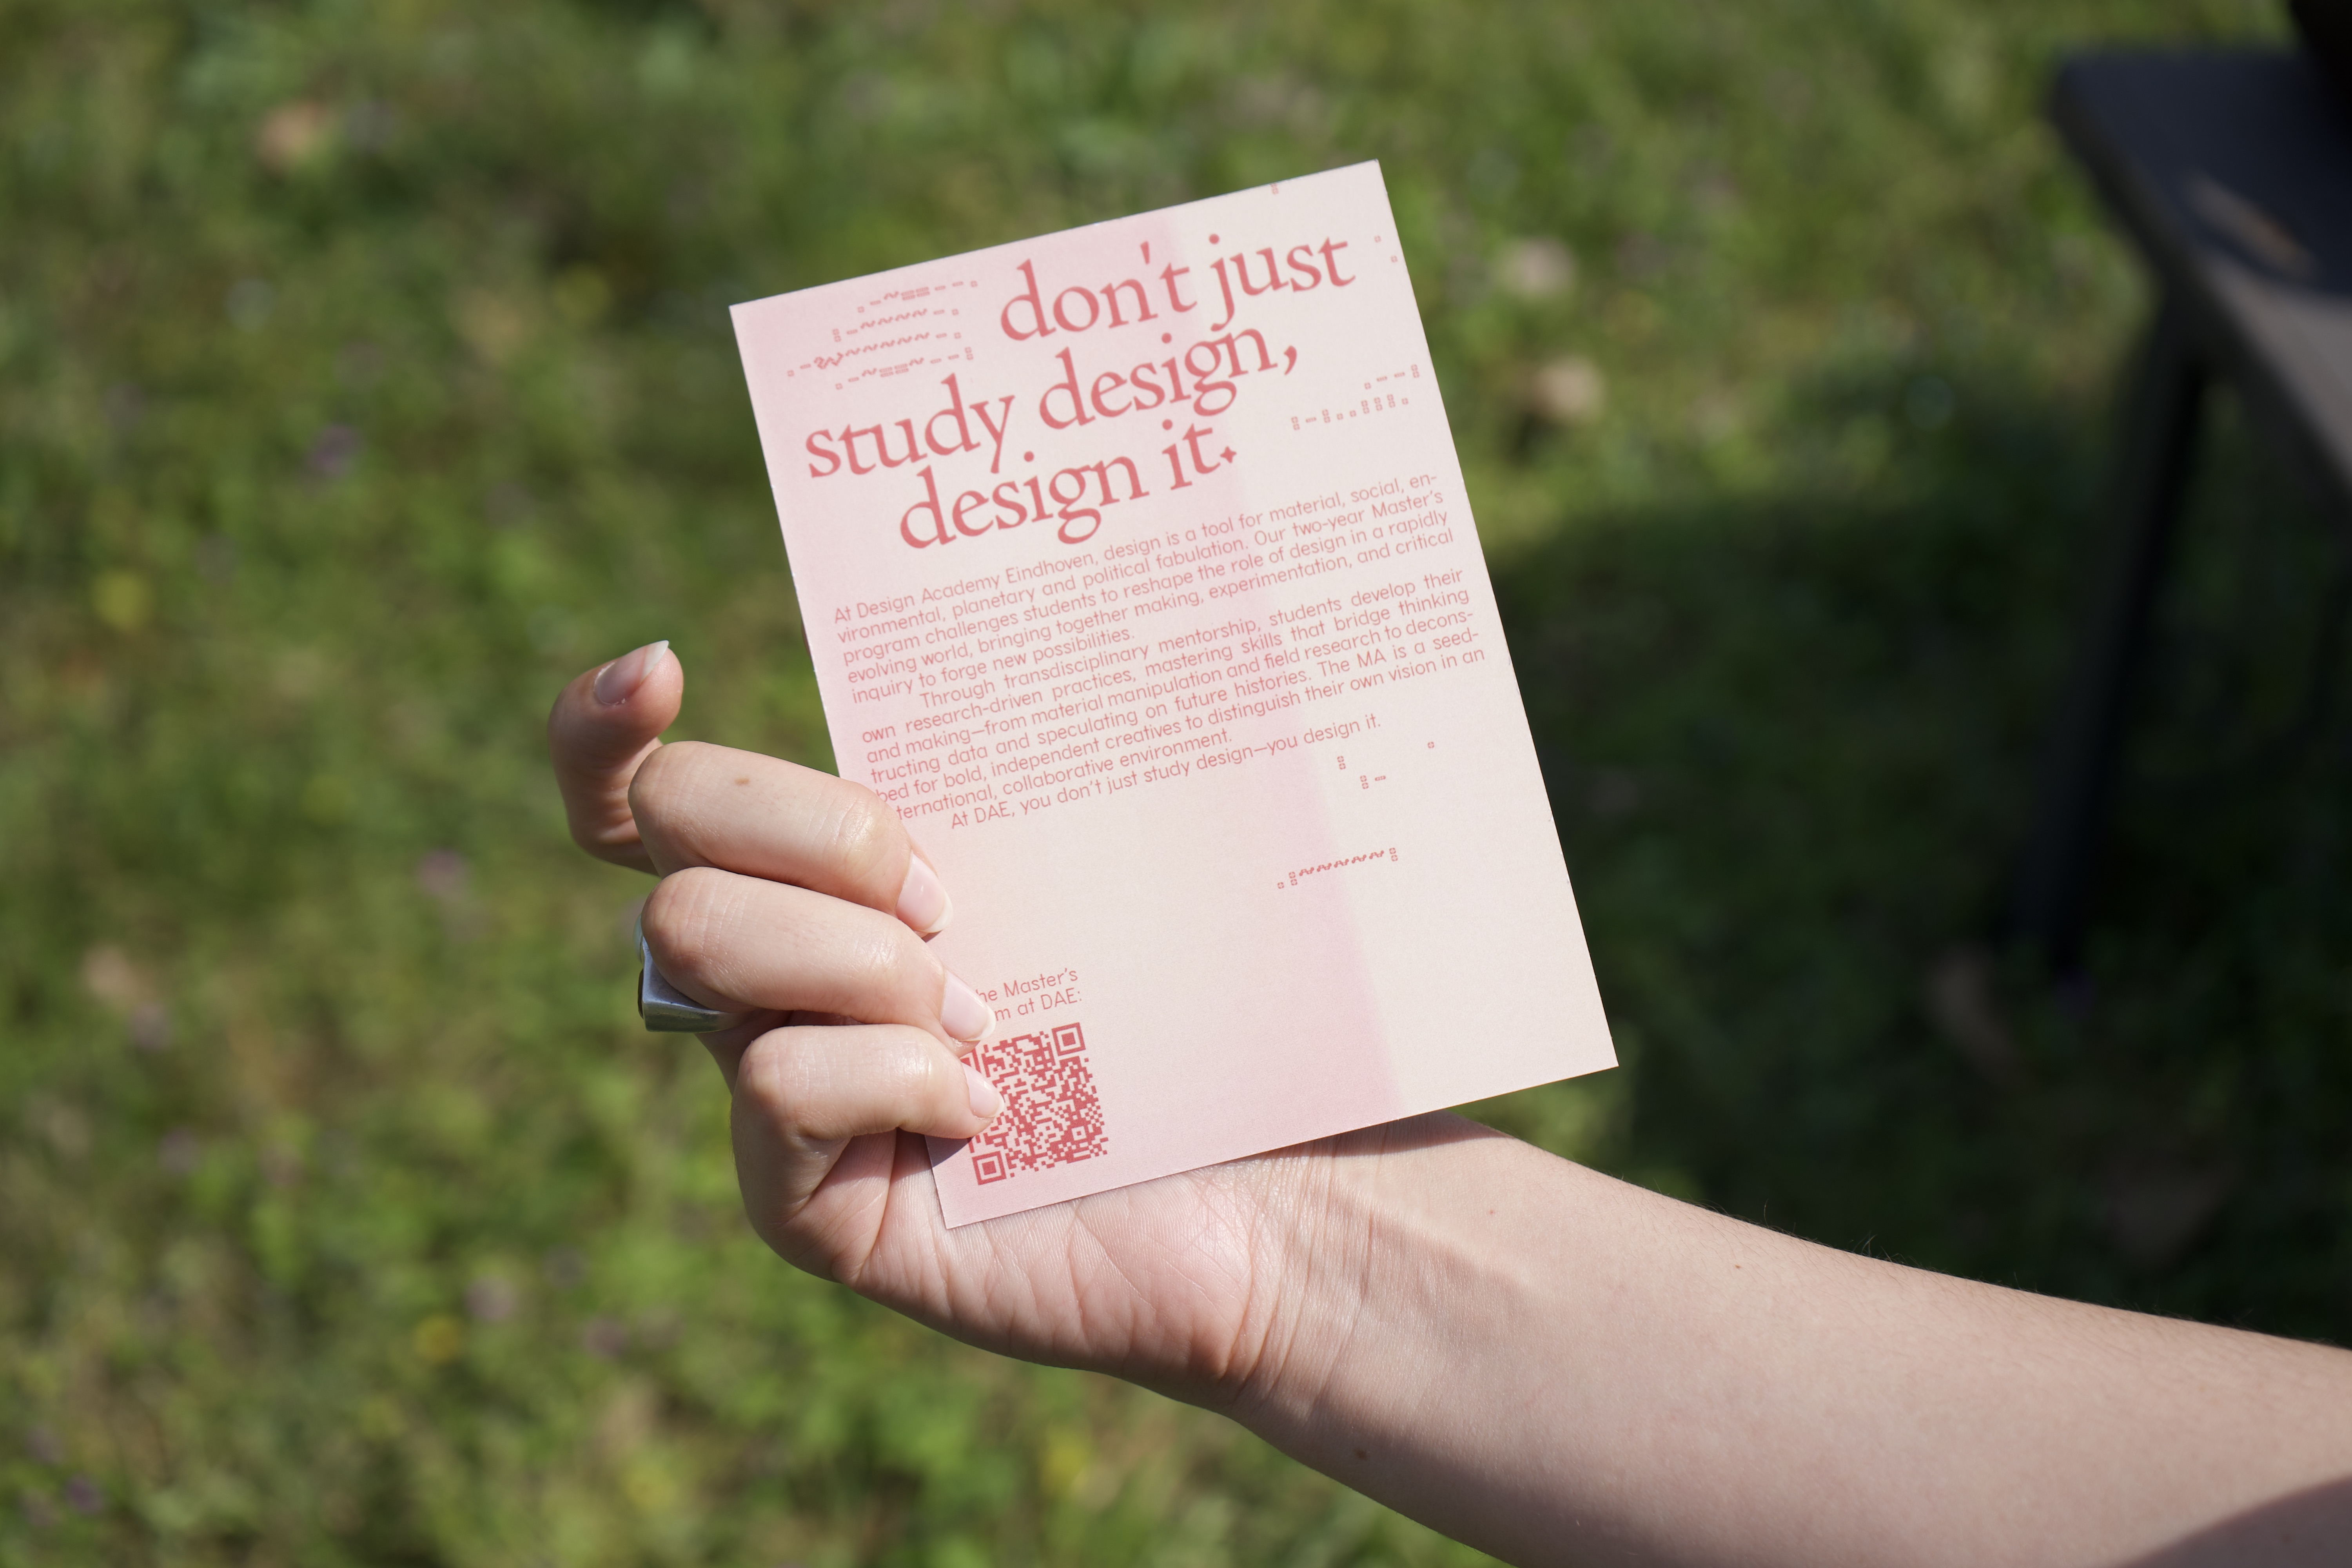 don't just
study design,
design it.
At Design Academy Eindhoven, design is a tool for material, social, en-
vironmental, planetary and political fabulation. Our two-year Master's
program challenges students to reshape the role of design in a rapidly
evolving world, bringing together making, experimentation, and critical
inquiry to forge new possibilities.
Through transdisciplinary mentorship, students develop their
own research-driven practices, mastering skills that bridge thinking
and making—from material manipulation and field research to decons-
tructing data and speculating on future histories. The MA is a seed-
bed for bold, independent creatives to distinguish their own vision in an
ternational, collaborative environment.
At DAE, you don't just study design—you design it.
he Master's
m at DAE: